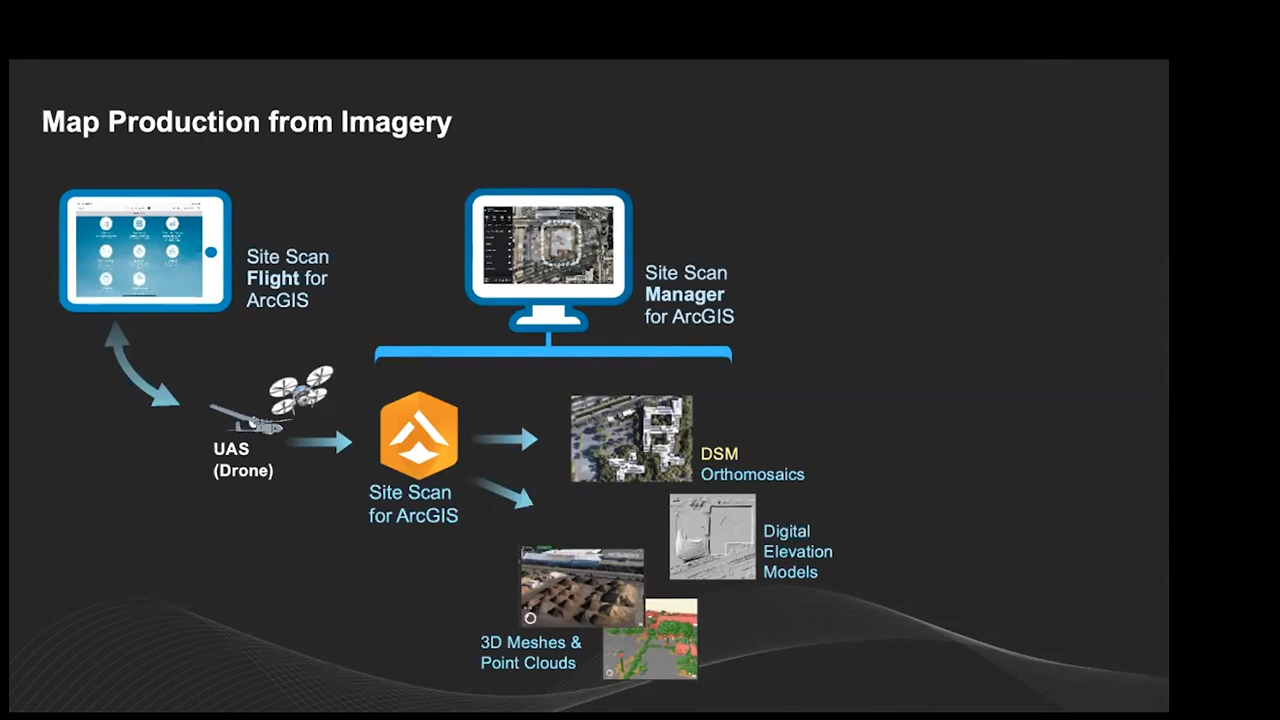 Map Production from Imagery
Site Scan
Flight for
ArcGIS
Site Scan
Manager
for ArcGIS
UAS
(Drone)
Site Scan
for ArcGIS
DSM
Orthomosaics
Digital
Elevation
Models
3D Meshes &
Point Clouds